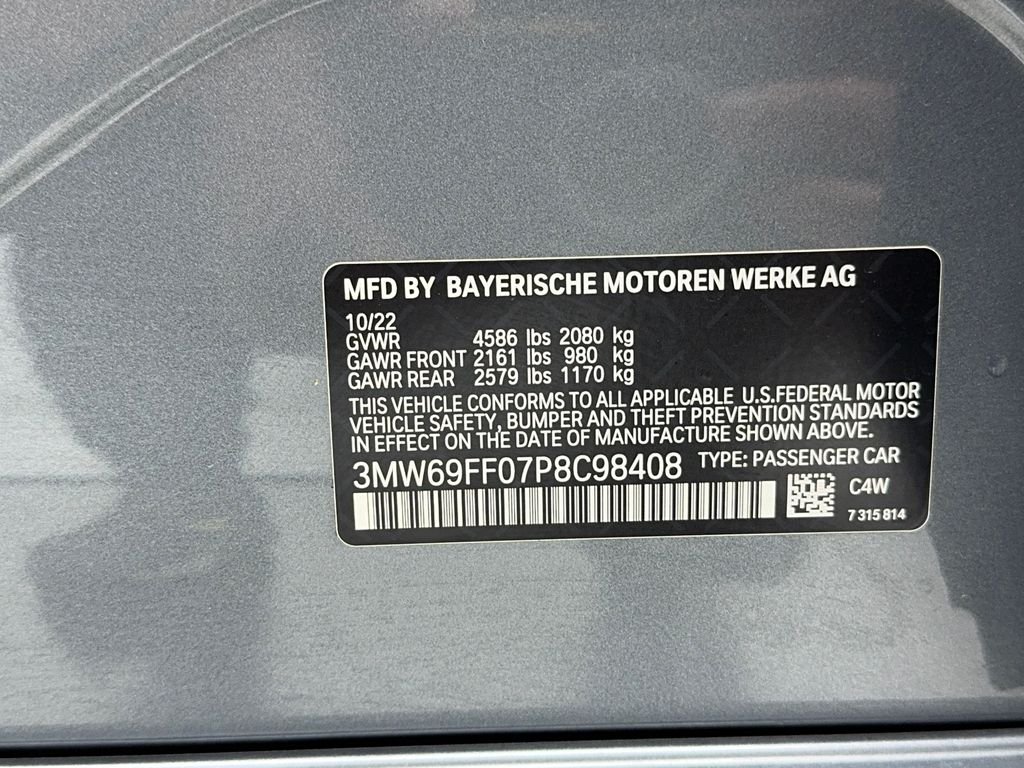 MFD BY BAYERISCHE MOTOREN WERKE AG
10/22
GVWR 4586 lbs 2080 kg
GAWR FRONT 2161 lbs 980 kg
GAWR REAR 2579 lbs 1170 kg
THIS VEHICLE CONFORMS TO ALL APPLICABLE U.S.FEDERAL MOTOR
VEHICLE SAFETY, BUMPER AND THEFT PREVENTION STANDARDS
IN EFFECT ON THE DATE OF MANUFACTURE SHOWN ABOVE.
3MW69FF07P8C98408 TYPE: PASSENGER CAR
C4W
7 315 814